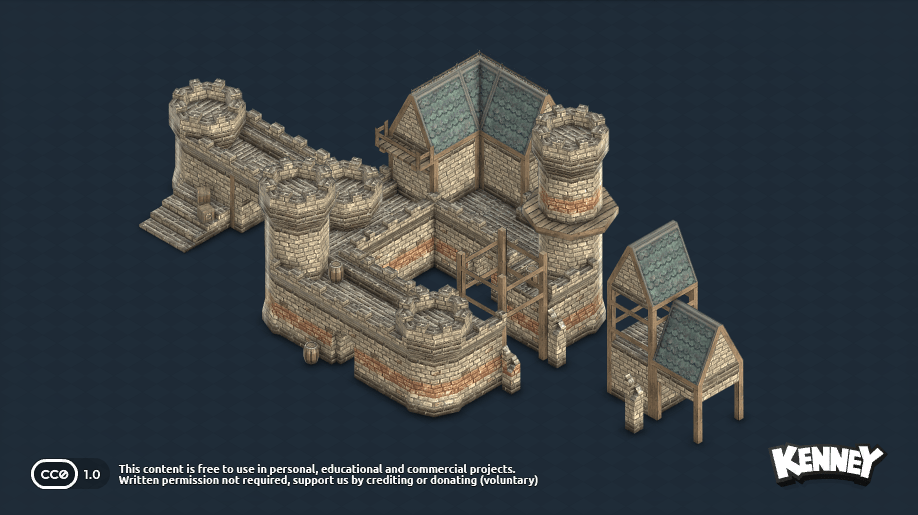 CC0 1.0
This content is free to use in personal, educational and commercial projects.
Written permission not required, support us by crediting or donating (voluntary)
KENNEY